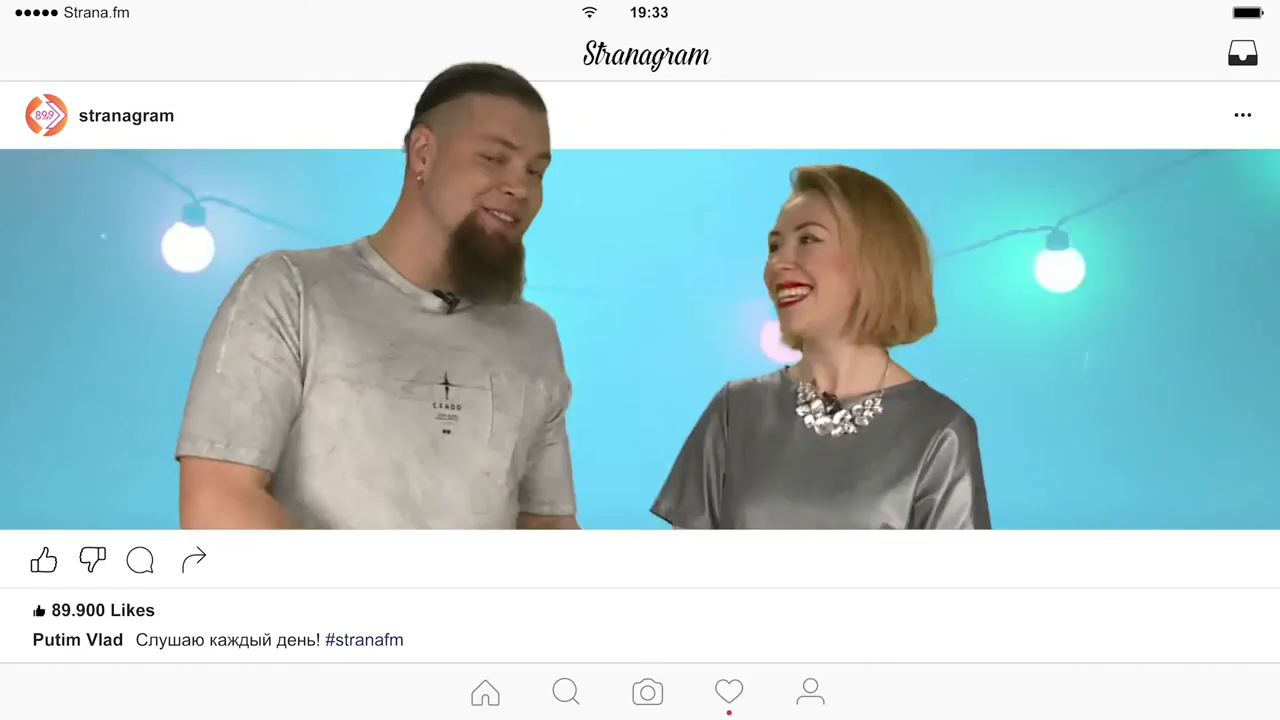 Strana.fm
19:33
Stranagram
89.9
stranagram
89.900 Likes
Putim Vlad Слушаю каждый день! #stranafm